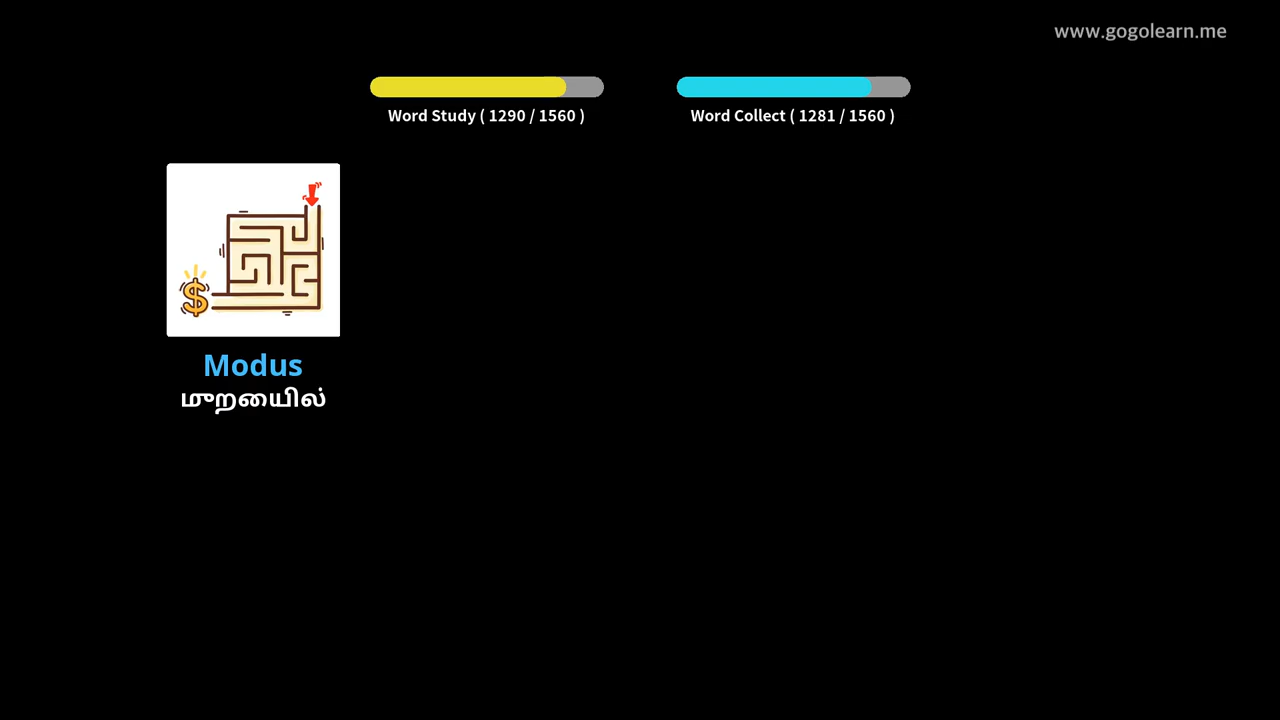 www.gogolearn.me
Word Study ( 1290 / 1560 )
Word Collect ( 1281 / 1560 )
$
Modus
முறையில்